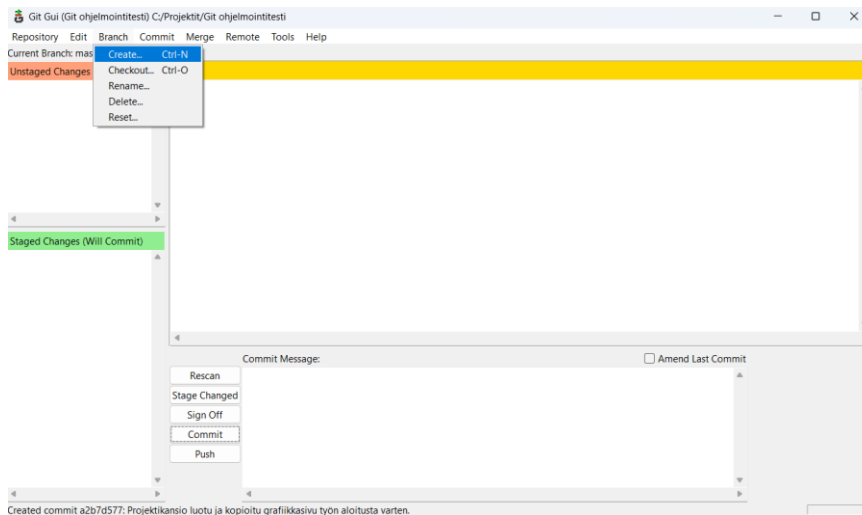 Git Gui (Git ohjelmointitesti) C:/Projektit/Git ohjelmointitesti
Repository Edit Branch Commit Merge Remote Tools Help
Current Branch: mas
Create... Ctrl-N
Unstaged Changes
Checkout... Ctrl-O
Rename...
Delete...
Reset...
Staged Changes (Will Commit)
Commit Message:
Amend Last Commit
Rescan
Stage Changed
Sign Off
Commit
Push
Created commit a2b7d577: Projektikansio luotu ja kopioitu grafiikkasivu työn aloitusta varten.